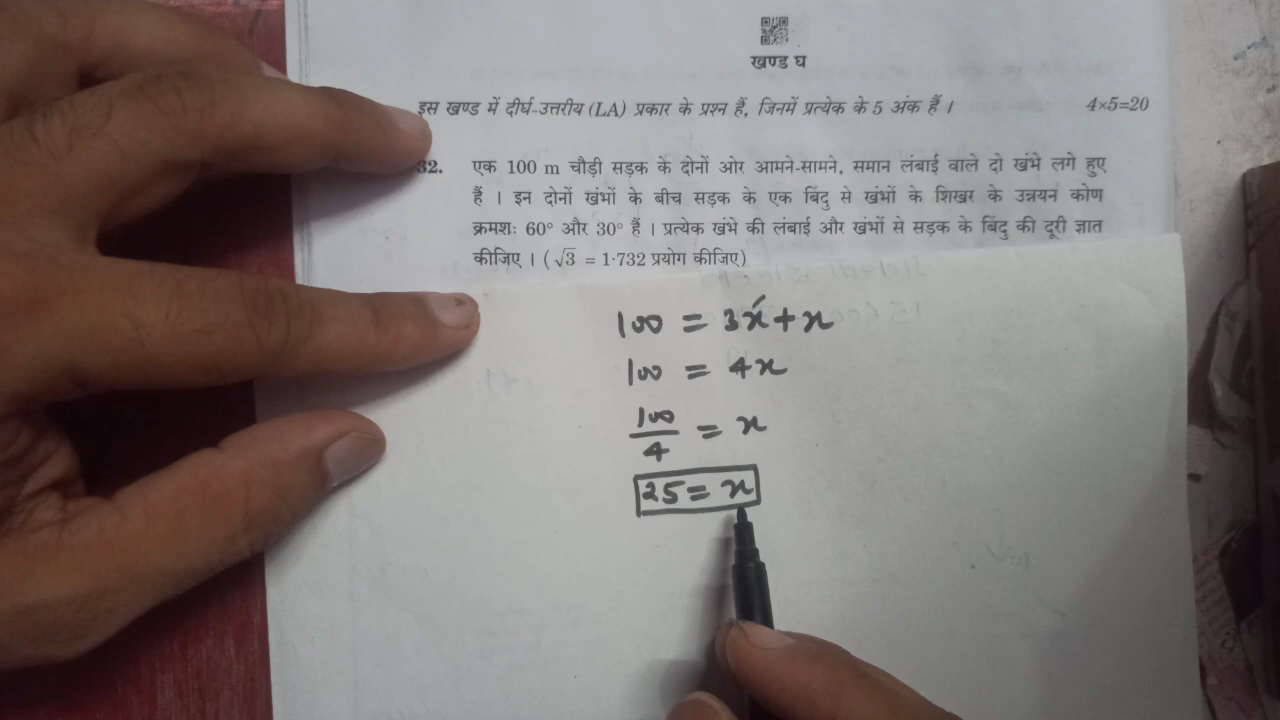 खण्ड घ
इस खण्ड में दीर्घ-उत्तरीय (LA) प्रकार के प्रश्न हैं, जिनमें प्रत्येक के 5 अंक हैं । 4×5=20
32. एक 100 m चौड़ी सड़क के दोनों ओर आमने-सामने, समान लंबाई वाले दो खंभे लगे हुए
हैं । इन दोनों खंभों के बीच सड़क के एक बिंदु से खंभों के शिखर के उन्नयन कोण
क्रमशः 60° और 30° हैं । प्रत्येक खंभे की लंबाई और खंभों से सड़क के बिंदु की दूरी ज्ञात
कीजिए । (√3 = 1·732 प्रयोग कीजिए)
100 = 3x + x
100 = 4x
100/4 = x
25 = x